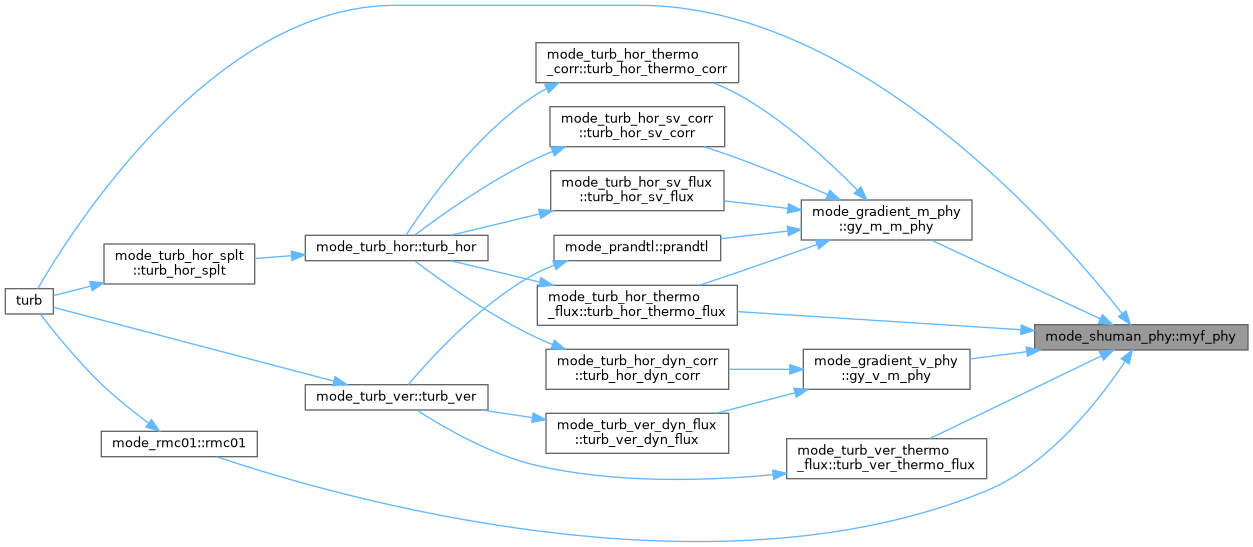 mode_turb_hor_thermo
_corr::turb_hor_thermo_corr
mode_turb_hor_sv_corr
::turb_hor_sv_corr
mode_turb_hor_sv_flux
::turb_hor_sv_flux
mode_gradient_m_phy
::gy_m_m_phy
mode_turb_hor::turb_hor
mode_prandtl::prandtl
mode_turb_hor_splt
::turb_hor_splt
turb
mode_turb_hor_thermo
_flux::turb_hor_thermo_flux
mode_shuman_phy::myf_phy
mode_turb_hor_dyn_corr
::turb_hor_dyn_corr
mode_gradient_v_phy
::gy_v_m_phy
mode_turb_ver::turb_ver
mode_turb_ver_dyn_flux
::turb_ver_dyn_flux
mode_rmc01::rmc01
mode_turb_ver_thermo
_flux::turb_ver_thermo_flux